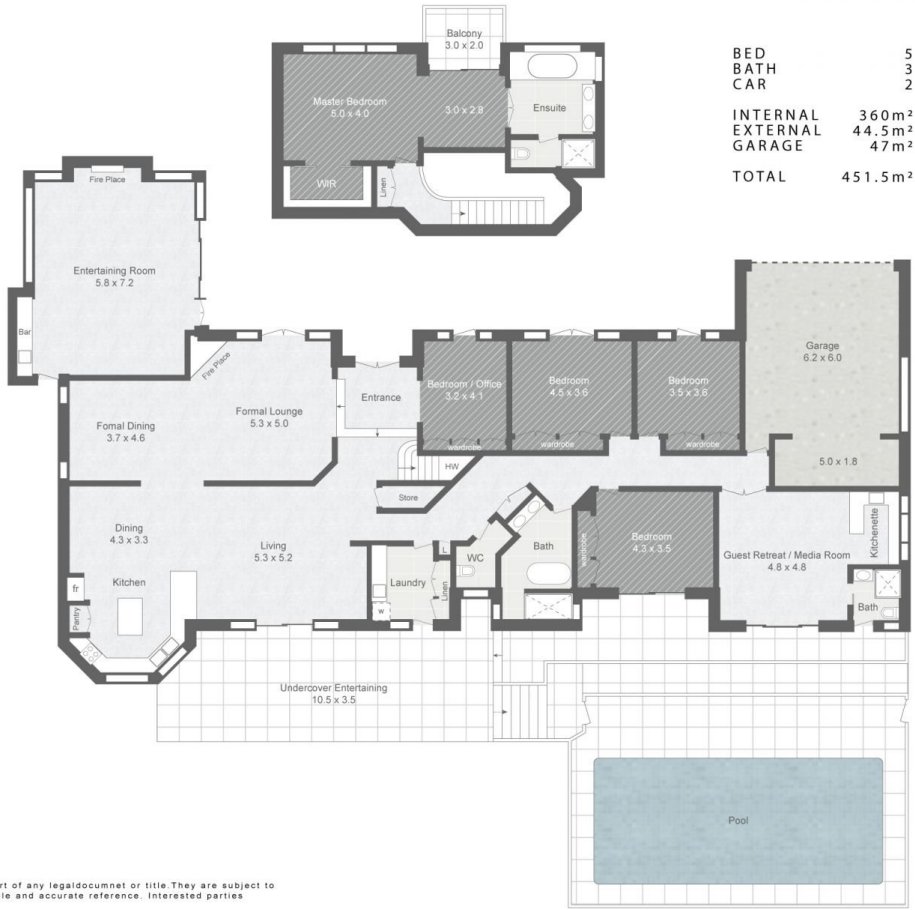 Balcony
3.0 x 2.0
Master Bedroom
5.0 x 4.0
3.0 x 2.8
Ensuite
WIR
Linen
BED 5
BATH 3
CAR 2
INTERNAL 360m²
EXTERNAL 44.5m²
GARAGE 47m²
TOTAL 451.5m²
Fire Place
Entertaining Room
5.8 x 7.2
Bar
Fire Place
Fomal Dining
3.7 x 4.6
Formal Lounge
5.3 x 5.0
Entrance
Bedroom / Office
3.2 x 4.1
wardrobe
Bedroom
4.5 x 3.6
wardrobe
Bedroom
3.5 x 3.6
wardrobe
Garage
6.2 x 6.0
5.0 x 1.8
HW
Store
Dining
4.3 x 3.3
Living
5.3 x 5.2
Kitchen
fr
Pantry
Laundry
w
L
Linen
WC
Bath
wardrobe
Bedroom
4.3 x 3.5
Guest Retreat / Media Room
4.8 x 4.8
Kitchenette
Bath
Undercover Entertaining
10.5 x 3.5
Pool
rt of any legaldocumnet or title.They are subject to
le and accurate reference. Interested parties